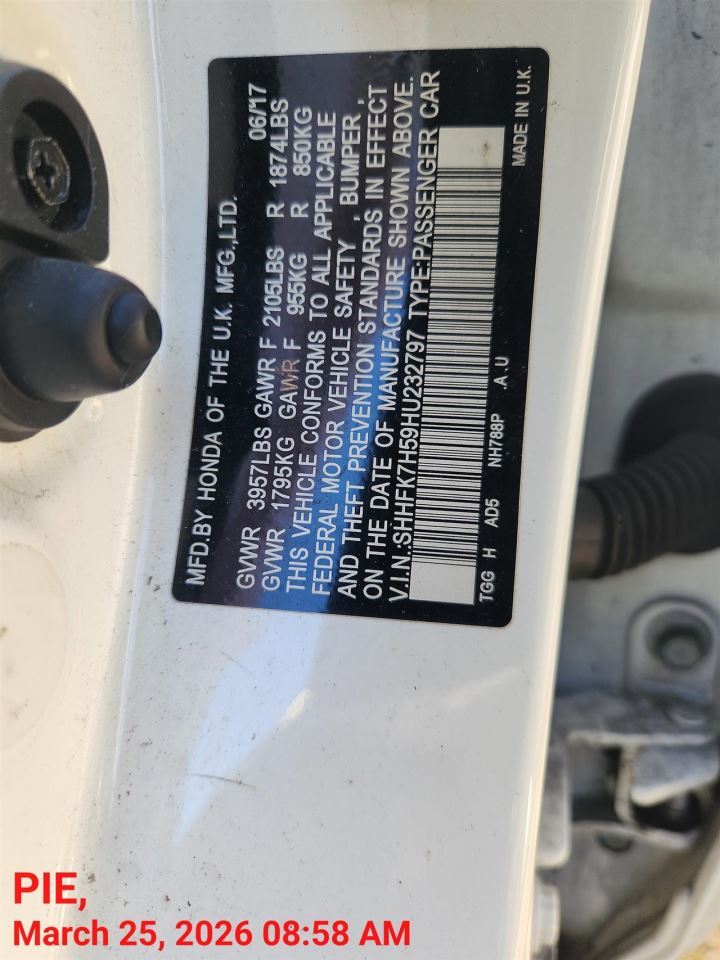 MFD.BY HONDA OF THE U.K. MFG.,LTD.
06/17
GVWR 3957LBS GAWR F 2105LBS R 1874LBS
GVWR 1795KG GAWR F 955KG R 850KG
THIS VEHICLE CONFORMS TO ALL APPLICABLE
FEDERAL MOTOR VEHICLE SAFETY , BUMPER ,
AND THEFT PREVENTION STANDARDS IN EFFECT
ON THE DATE OF MANUFACTURE SHOWN ABOVE.
V.I.N.:SHHFK7H59HU232797 TYPE:PASSENGER CAR
TGG H AD5 NH788P .A .U
MADE IN U.K.
PIE,
March 25, 2026 08:58 AM